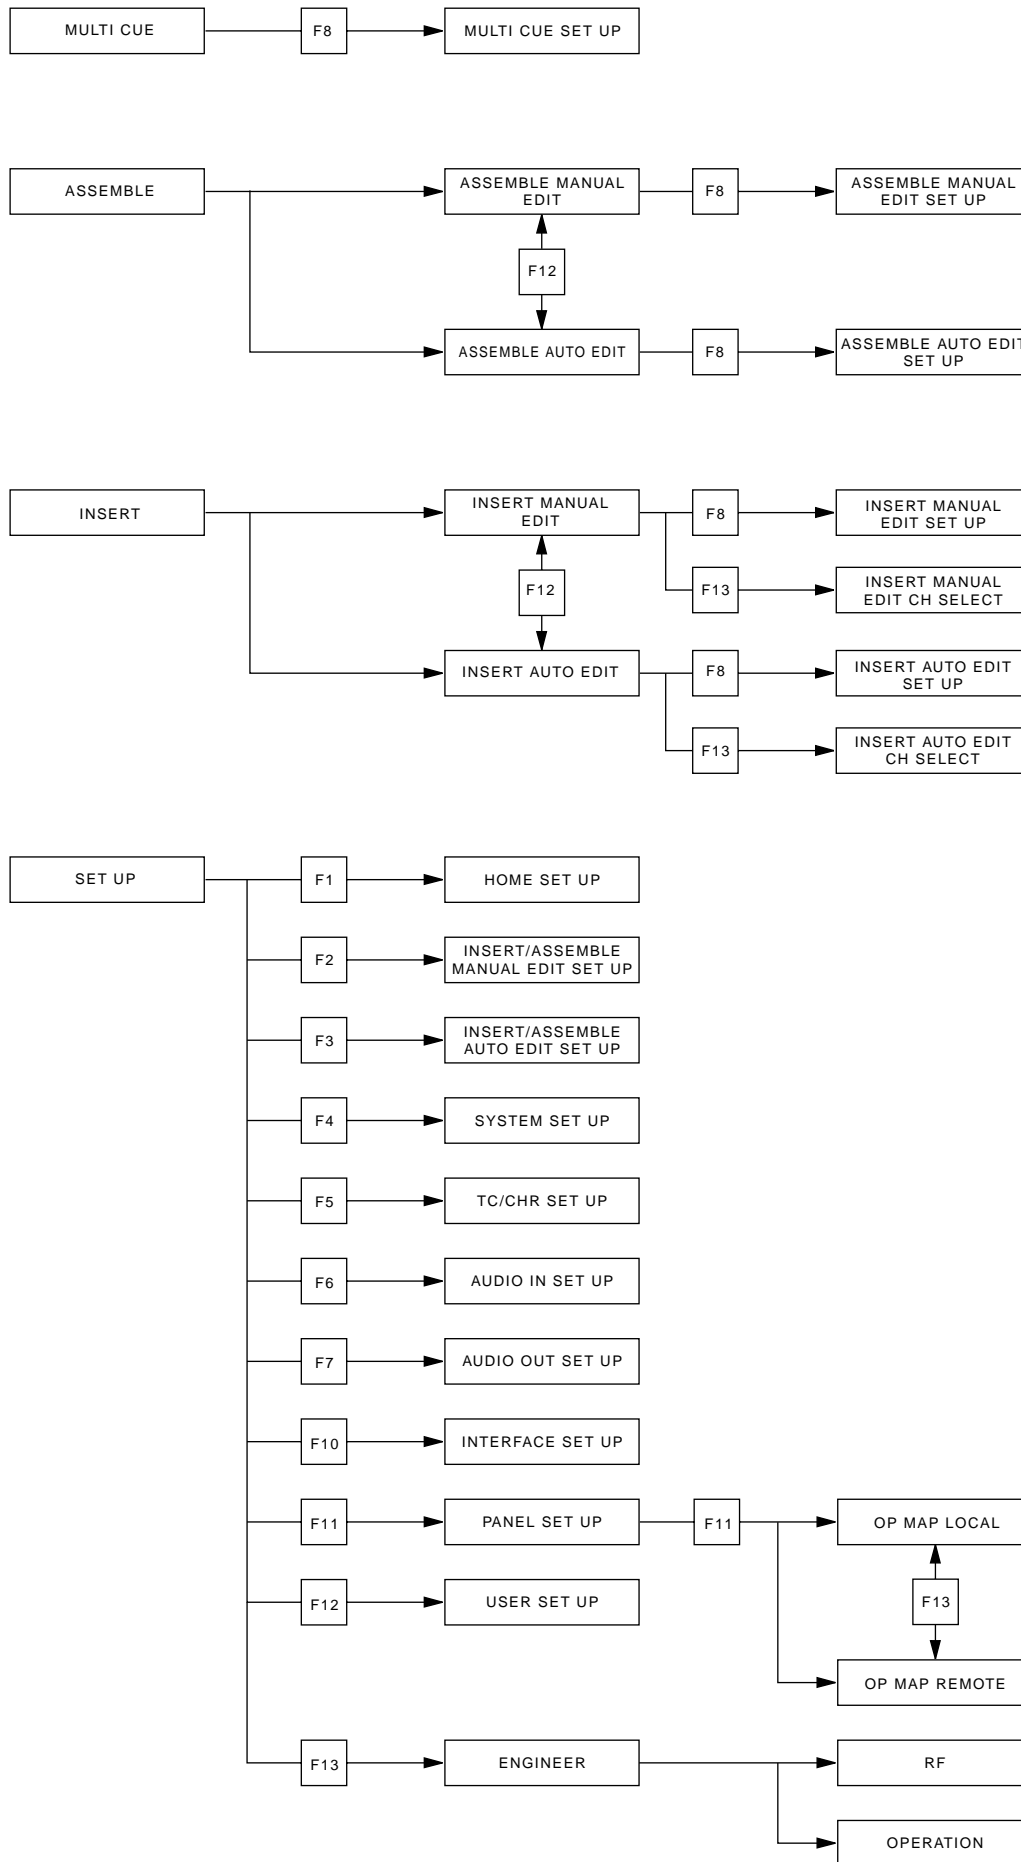 MULTI CUE
F8
MULTI CUE SET UP
ASSEMBLE
ASSEMBLE MANUAL
EDIT
F8
ASSEMBLE MANUAL
EDIT SET UP
F12
ASSEMBLE AUTO EDIT
F8
ASSEMBLE AUTO EDIT
SET UP
INSERT
INSERT MANUAL
EDIT
F8
INSERT MANUAL
EDIT SET UP
F12
F13
INSERT MANUAL
EDIT CH SELECT
INSERT AUTO EDIT
F8
INSERT AUTO EDIT
SET UP
F13
INSERT AUTO EDIT
CH SELECT
SET UP
F1
HOME SET UP
F2
INSERT/ASSEMBLE
MANUAL EDIT SET UP
F3
INSERT/ASSEMBLE
AUTO EDIT SET UP
F4
SYSTEM SET UP
F5
TC/CHR SET UP
F6
AUDIO IN SET UP
F7
AUDIO OUT SET UP
F10
INTERFACE SET UP
F11
PANEL SET UP
F11
OP MAP LOCAL
F12
USER SET UP
F13
OP MAP REMOTE
F13
ENGINEER
RF
OPERATION